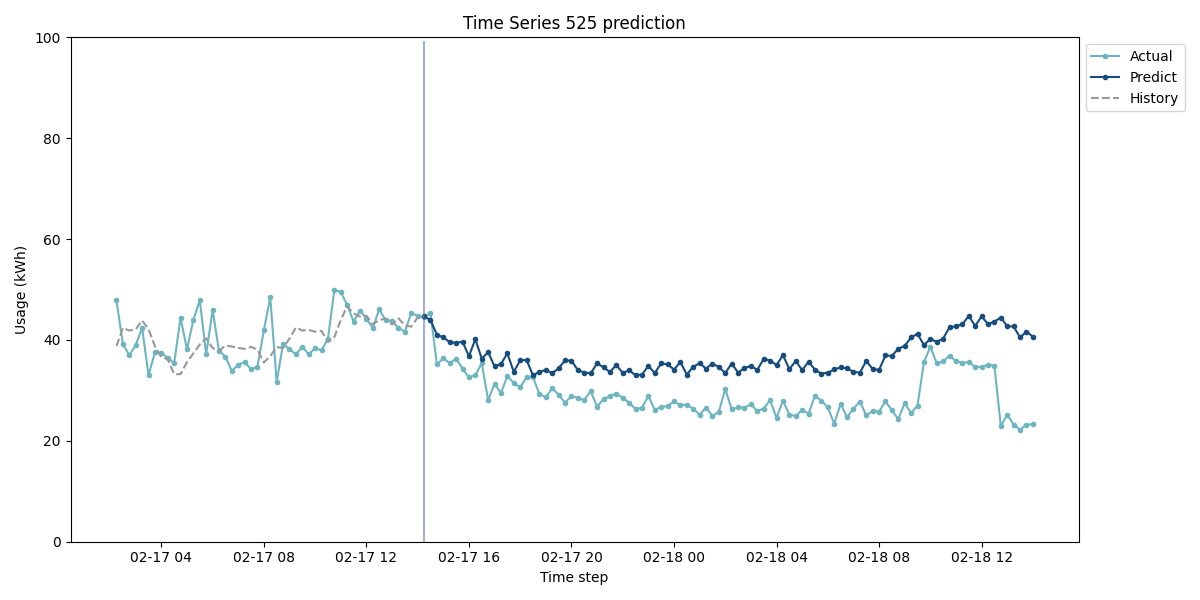 Time Series 525 prediction
100
80
60
40
20
0
Usage (kWh)
02-17 04
02-17 08
02-17 12
02-17 16
02-17 20
02-18 00
02-18 04
02-18 08
02-18 12
Time step
Actual
Predict
History